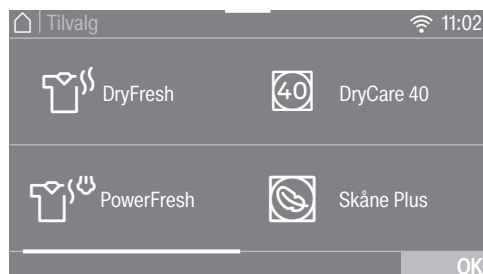 Tilvalg 11:02
DryFresh
40 DryCare 40
PowerFresh
Skåne Plus
OK